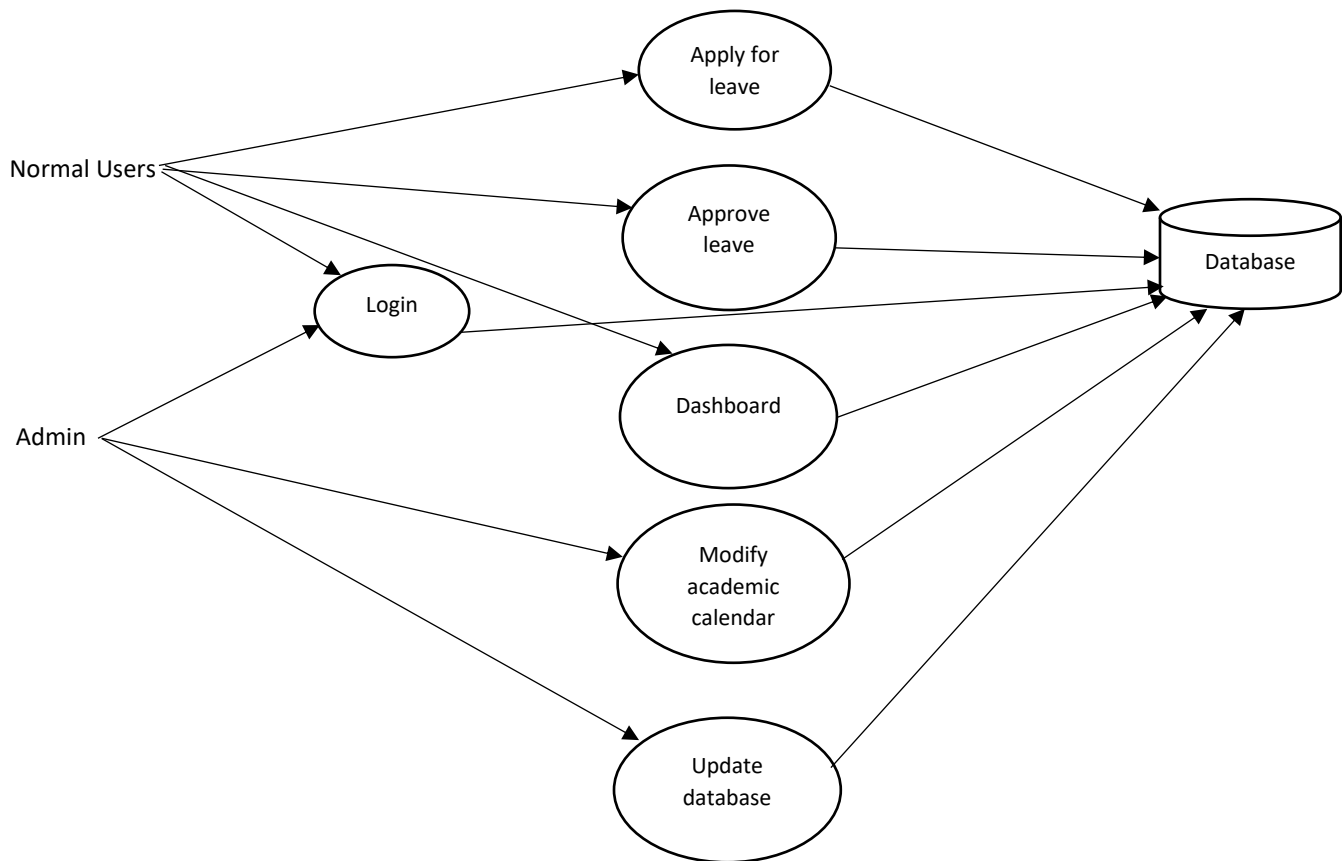 Apply for
leave
Normal Users
Approve
leave
Database
Login
Dashboard
Admin
Modify
academic
calendar
Update
database